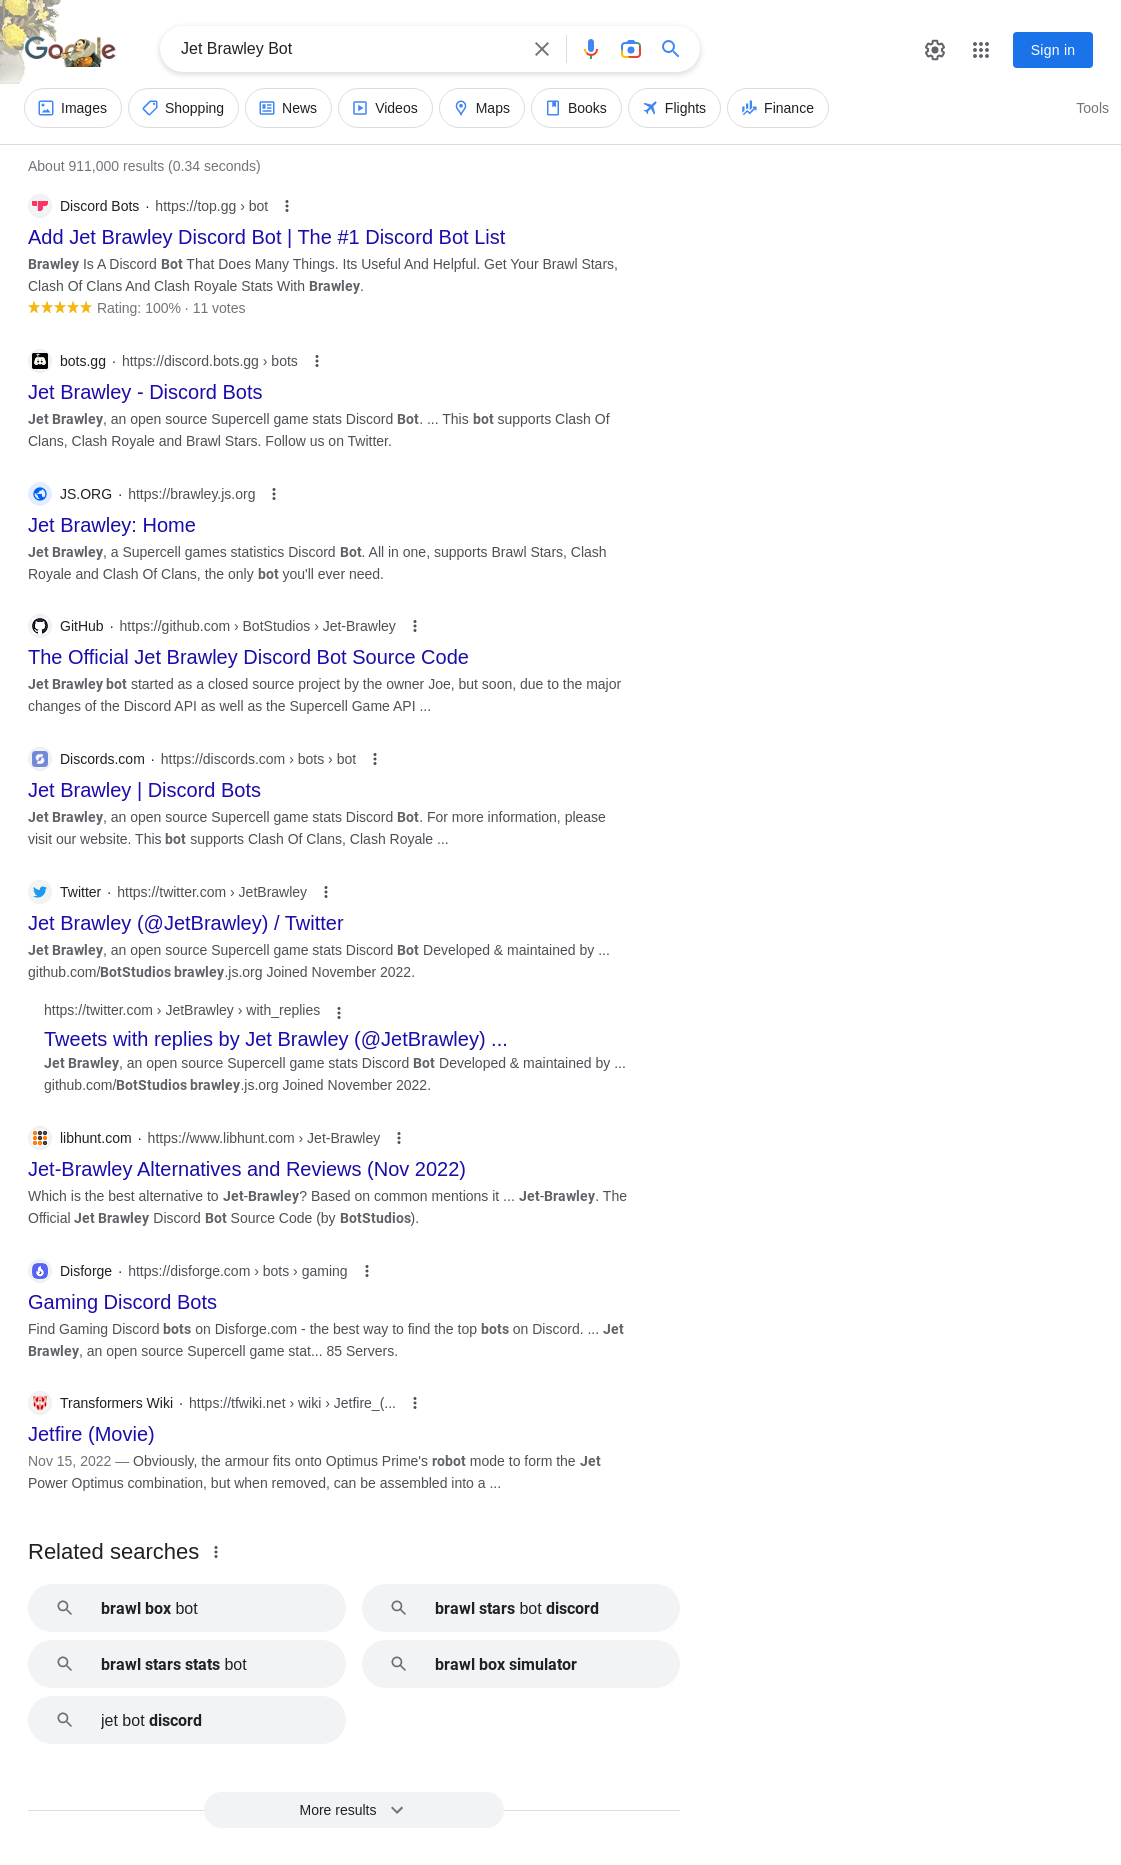 Google
Jet Brawley Bot
Sign in
Images Shopping News Videos Maps Books Flights Finance Tools
About 911,000 results (0.34 seconds)
Discord Bots · https://top.gg › bot
Add Jet Brawley Discord Bot | The #1 Discord Bot List
Brawley Is A Discord Bot That Does Many Things. Its Useful And Helpful. Get Your Brawl Stars,
Clash Of Clans And Clash Royale Stats With Brawley.
Rating: 100% · 11 votes
bots.gg · https://discord.bots.gg › bots
Jet Brawley - Discord Bots
Jet Brawley, an open source Supercell game stats Discord Bot. ... This bot supports Clash Of
Clans, Clash Royale and Brawl Stars. Follow us on Twitter.
JS.ORG · https://brawley.js.org
Jet Brawley: Home
Jet Brawley, a Supercell games statistics Discord Bot. All in one, supports Brawl Stars, Clash
Royale and Clash Of Clans, the only bot you'll ever need.
GitHub · https://github.com › BotStudios › Jet-Brawley
The Official Jet Brawley Discord Bot Source Code
Jet Brawley bot started as a closed source project by the owner Joe, but soon, due to the major
changes of the Discord API as well as the Supercell Game API ...
Discords.com · https://discords.com › bots › bot
Jet Brawley | Discord Bots
Jet Brawley, an open source Supercell game stats Discord Bot. For more information, please
visit our website. This bot supports Clash Of Clans, Clash Royale ...
Twitter · https://twitter.com › JetBrawley
Jet Brawley (@JetBrawley) / Twitter
Jet Brawley, an open source Supercell game stats Discord Bot Developed & maintained by ...
github.com/BotStudios brawley.js.org Joined November 2022.
https://twitter.com › JetBrawley › with_replies
Tweets with replies by Jet Brawley (@JetBrawley) ...
Jet Brawley, an open source Supercell game stats Discord Bot Developed & maintained by ...
github.com/BotStudios brawley.js.org Joined November 2022.
libhunt.com · https://www.libhunt.com › Jet-Brawley
Jet-Brawley Alternatives and Reviews (Nov 2022)
Which is the best alternative to Jet-Brawley? Based on common mentions it ... Jet-Brawley. The
Official Jet Brawley Discord Bot Source Code (by BotStudios).
Disforge · https://disforge.com › bots › gaming
Gaming Discord Bots
Find Gaming Discord bots on Disforge.com - the best way to find the top bots on Discord. ... Jet
Brawley, an open source Supercell game stat... 85 Servers.
Transformers Wiki · https://tfwiki.net › wiki › Jetfire_(...
Jetfire (Movie)
Nov 15, 2022 — Obviously, the armour fits onto Optimus Prime's robot mode to form the Jet
Power Optimus combination, but when removed, can be assembled into a ...
Related searches
brawl box bot
brawl stars bot discord
brawl stars stats bot
brawl box simulator
jet bot discord
More results